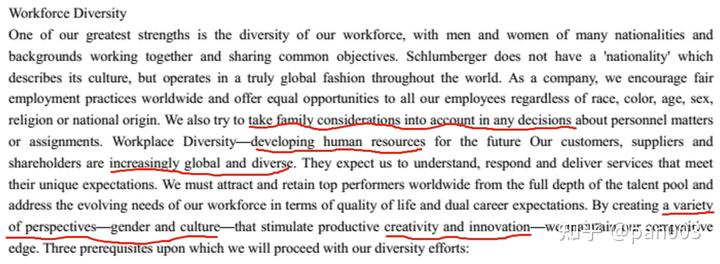 Workforce Diversity
One of our greatest strengths is the diversity of our workforce, with men and women of many nationalities and
backgrounds working together and sharing common objectives. Schlumberger does not have a 'nationality' which
describes its culture, but operates in a truly global fashion throughout the world. As a company, we encourage fair
employment practices worldwide and offer equal opportunities to all our employees regardless of race, color, age, sex,
religion or national origin. We also try to take family considerations into account in any decisions about personnel matters
or assignments. Workplace Diversity—developing human resources for the future Our customers, suppliers and
shareholders are increasingly global and diverse. They expect us to understand, respond and deliver services that meet
their unique expectations. We must attract and retain top performers worldwide from the full depth of the talent pool and
address the evolving needs of our workforce in terms of quality of life and dual career expectations. By creating a variety
of perspectives—gender and culture—that stimulate productive creativity and innovation—we maintain our competitive
edge. Three prerequisites upon which we will proceed with our diversity efforts:
知乎 @pan003